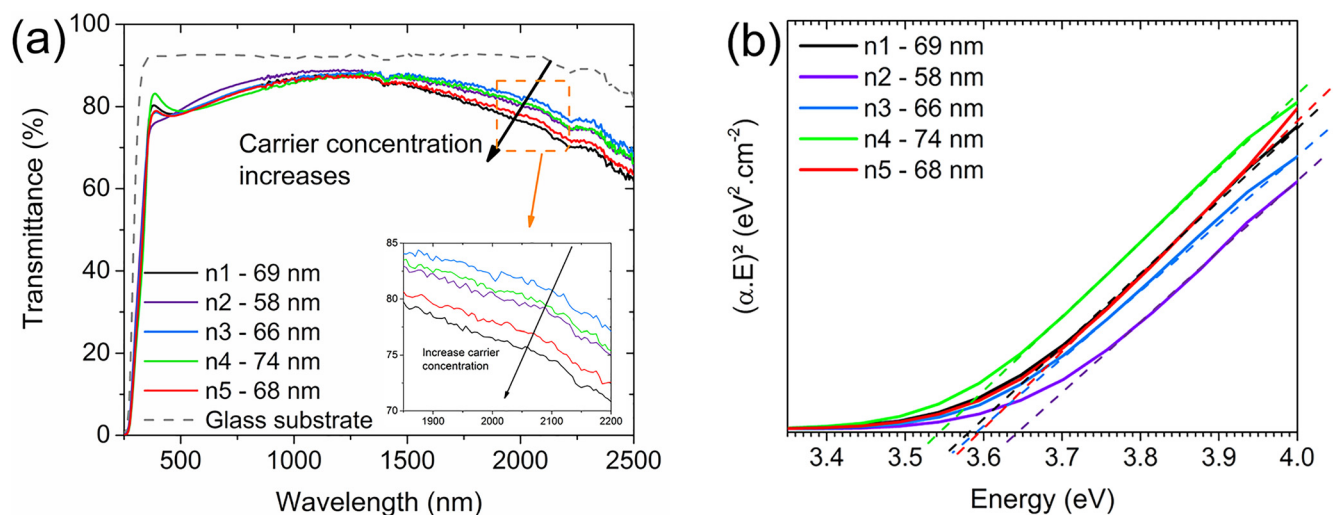 (a)
100
90
80
60
40
20
0
Transmittance (%)
Carrier concentration
increases
n1 - 69 nm
n2 - 58 nm
n3 - 66 nm
n4 - 74 nm
n5 - 68 nm
Glass substrate
85
80
75
70
Increase carrier
concentration
1900
2000
2100
2200
500
1000
1500
2000
2500
Wavelength (nm)
(b)
n1 - 69 nm
n2 - 58 nm
n3 - 66 nm
n4 - 74 nm
n5 - 68 nm
(α.E)² (eV².cm⁻²)
3.4
3.5
3.6
3.7
3.8
3.9
4.0
Energy (eV)